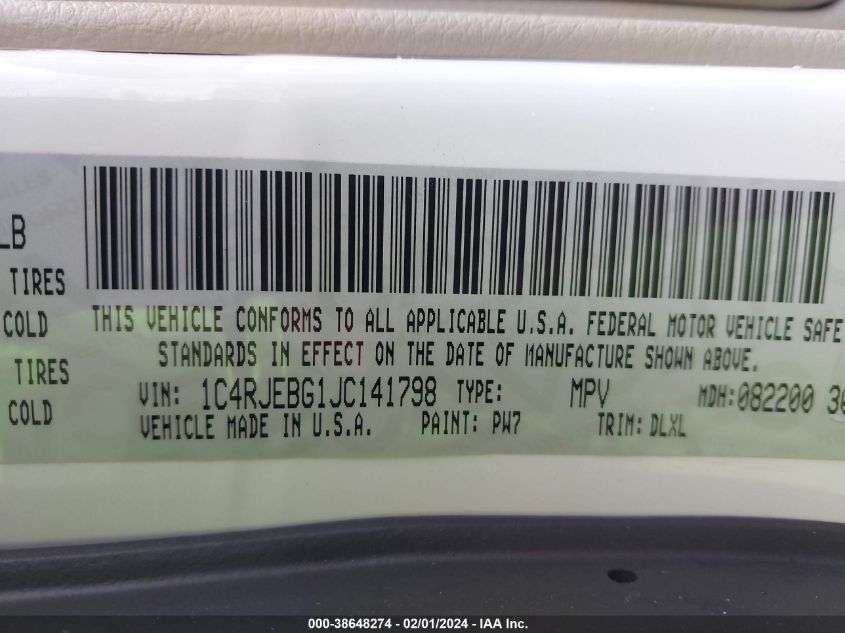 LB
TIRES
COLD
TIRES
COLD
THIS VEHICLE CONFORMS TO ALL APPLICABLE U.S.A. FEDERAL MOTOR VEHICLE SAFE
STANDARDS IN EFFECT ON THE DATE OF MANUFACTURE SHOWN ABOVE.
VIN: 1C4RJEBG1JC141798 TYPE: MPV MDH:082200 30
VEHICLE MADE IN U.S.A. PAINT: PW7 TRIM: DLXL
000-38648274 - 02/01/2024 - IAA Inc.